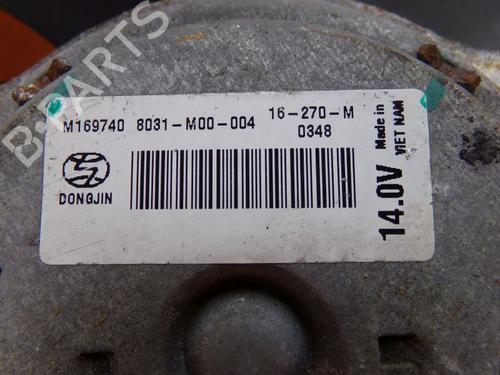 B-PARTS
M169740 8031-M00-004 16-270-M
0348
DONGJIN
14.0V
Made in
VIET NAM